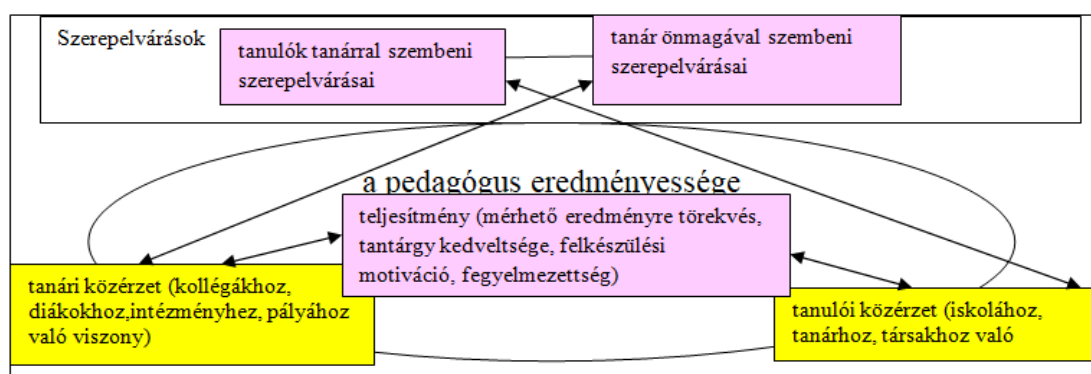 Szerepelvárások
tanulók tanárral szembeni
szerepelvárásai
tanár önmagával szembeni
szerepelvárásai
a pedagógus eredményessége
teljesítmény (mérhető eredményre törekvés,
tantárgy kedveltsége, felkészülési
motiváció, fegyelmezettség)
tanári közérzet (kollégákhoz,
diákokhoz,intézményhez, pályához
való viszony)
tanulói közérzet (iskolához,
tanárhoz, társakhoz való